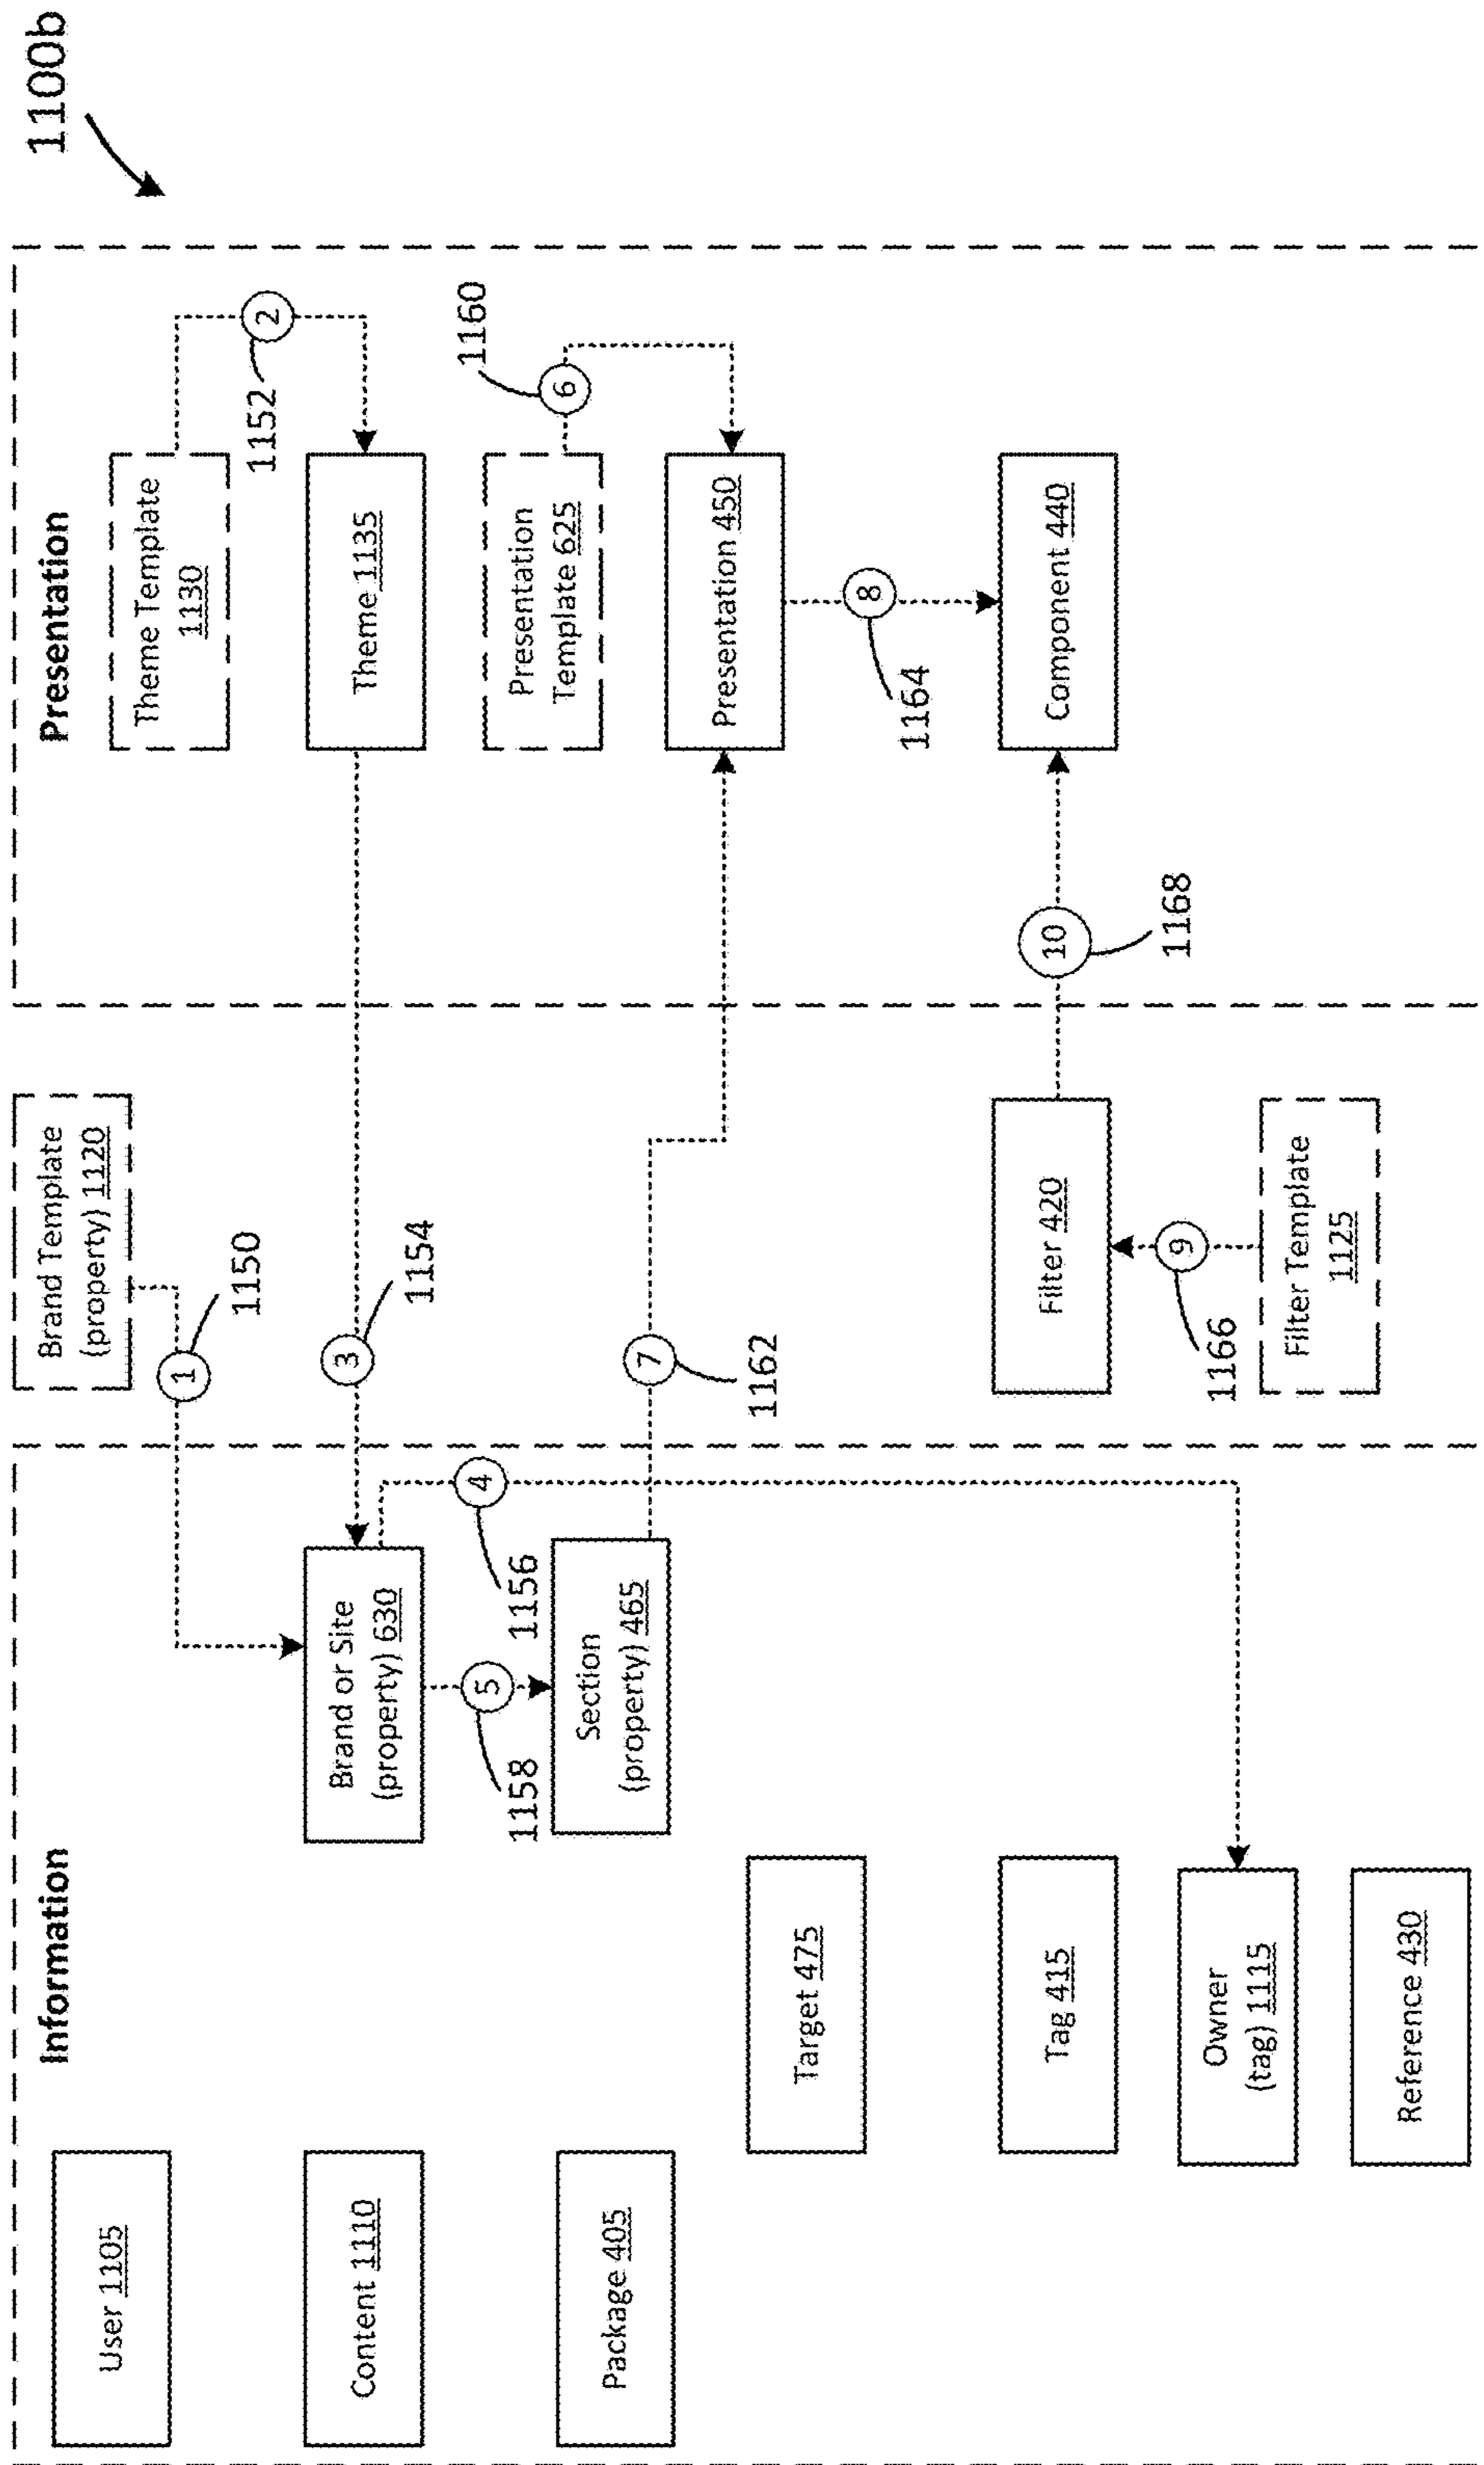 1100b
Information
User 1105
Content 1110
Package 405
Brand or Site
(property) 630
Section
(property) 465
Target 475
Tag 415
Owner
(tag) 1115
Reference 430
5
1158
4
1156
Brand Template
(property) 1120
1
1150
3
1154
7
1162
Filter 420
9
1166
Filter Template
1125
Presentation
Theme Template
1130
2
1152
Theme 1135
Presentation
Template 625
6
1160
Presentation 450
8
1164
Component 440
10
1168